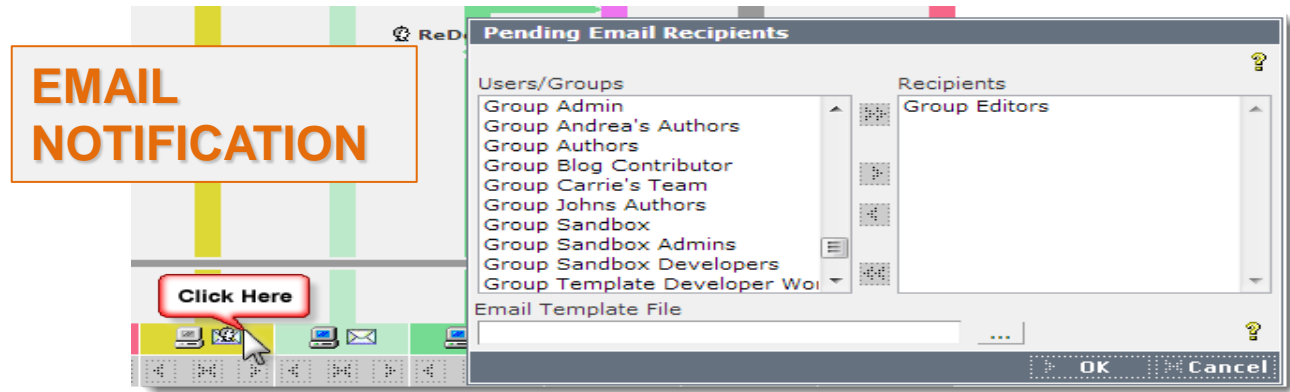 EMAIL
NOTIFICATION
Pending Email Recipients
Users/Groups
Recipients
Group Admin
Group Andrea's Authors
Group Authors
Group Blog Contributor
Group Carrie's Team
Group Johns Authors
Group Sandbox
Group Sandbox Admins
Group Sandbox Developers
Group Template Developer Wo
Group Editors
Email Template File
...
OK
Cancel
Click Here
ReD